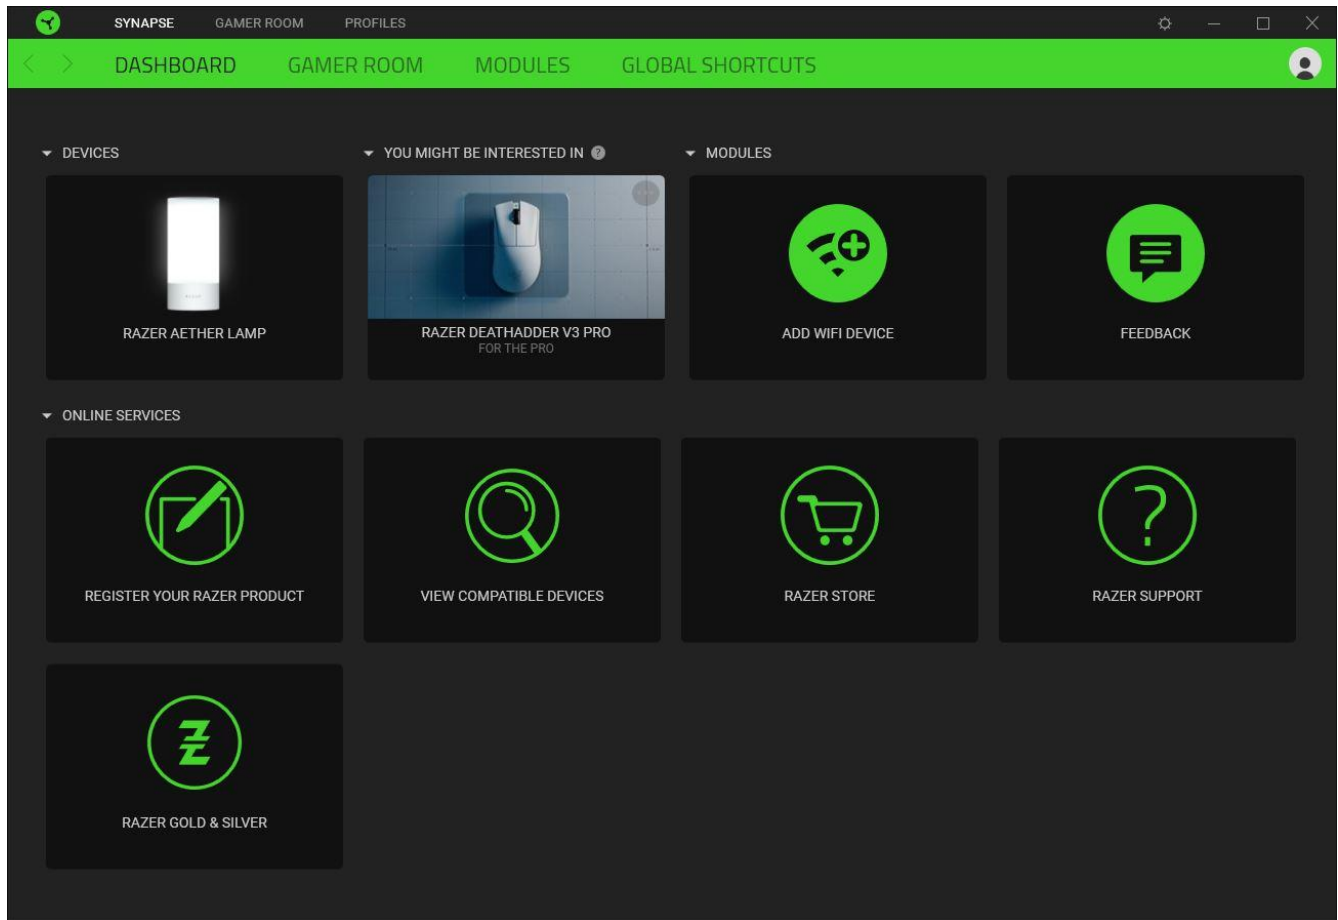 SYNAPSE GAMER ROOM PROFILES
DASHBOARD GAMER ROOM MODULES GLOBAL SHORTCUTS
DEVICES
YOU MIGHT BE INTERESTED IN ?
MODULES
RAZER AETHER LAMP
RAZER DEATHADDER V3 PRO
FOR THE PRO
ADD WIFI DEVICE
FEEDBACK
ONLINE SERVICES
REGISTER YOUR RAZER PRODUCT
VIEW COMPATIBLE DEVICES
RAZER STORE
RAZER SUPPORT
RAZER GOLD & SILVER